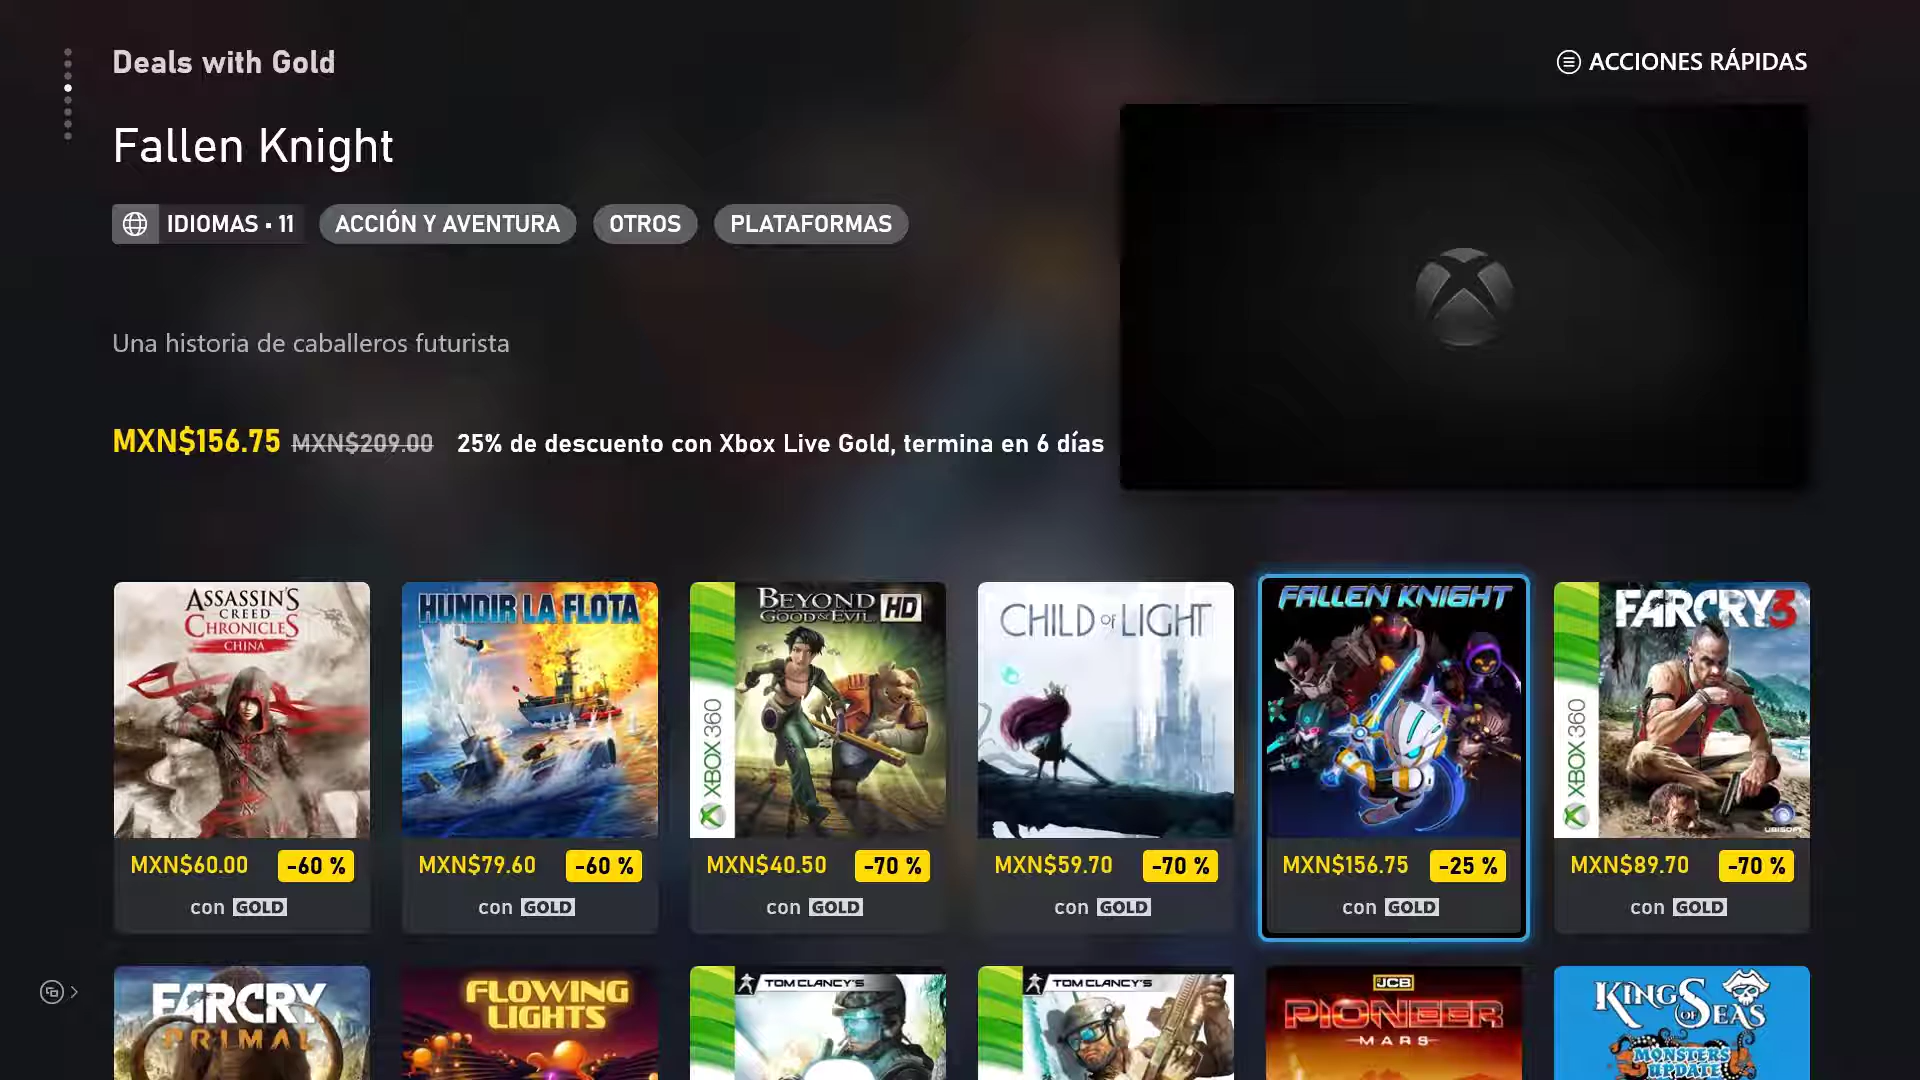 Deals with Gold
ACCIONES RÁPIDAS
Fallen Knight
IDIOMAS • 11
ACCIÓN Y AVENTURA
OTROS
PLATAFORMAS
Una historia de caballeros futurista
MXN$156.75 MXN$209.00 25% de descuento con Xbox Live Gold, termina en 6 días
ASSASSIN'S
CREED
CHRONICLES
CHINA
HUNDIR LA FLOTA
BEYOND
GOOD & EVIL HD
XBOX 360
CHILD OF LIGHT
FALLEN KNIGHT
FARCRY 3
XBOX 360
UBISOFT
MXN$60.00 -60 %
con GOLD
MXN$79.60 -60 %
con GOLD
MXN$40.50 -70 %
con GOLD
MXN$59.70 -70 %
con GOLD
MXN$156.75 -25 %
con GOLD
MXN$89.70 -70 %
con GOLD
FARCRY
PRIMAL
FLOWING
LIGHTS
TOM CLANCY'S
TOM CLANCY'S
JCB
PIONEER
MARS
KING OF SEAS
MONSTERS
UPDATE